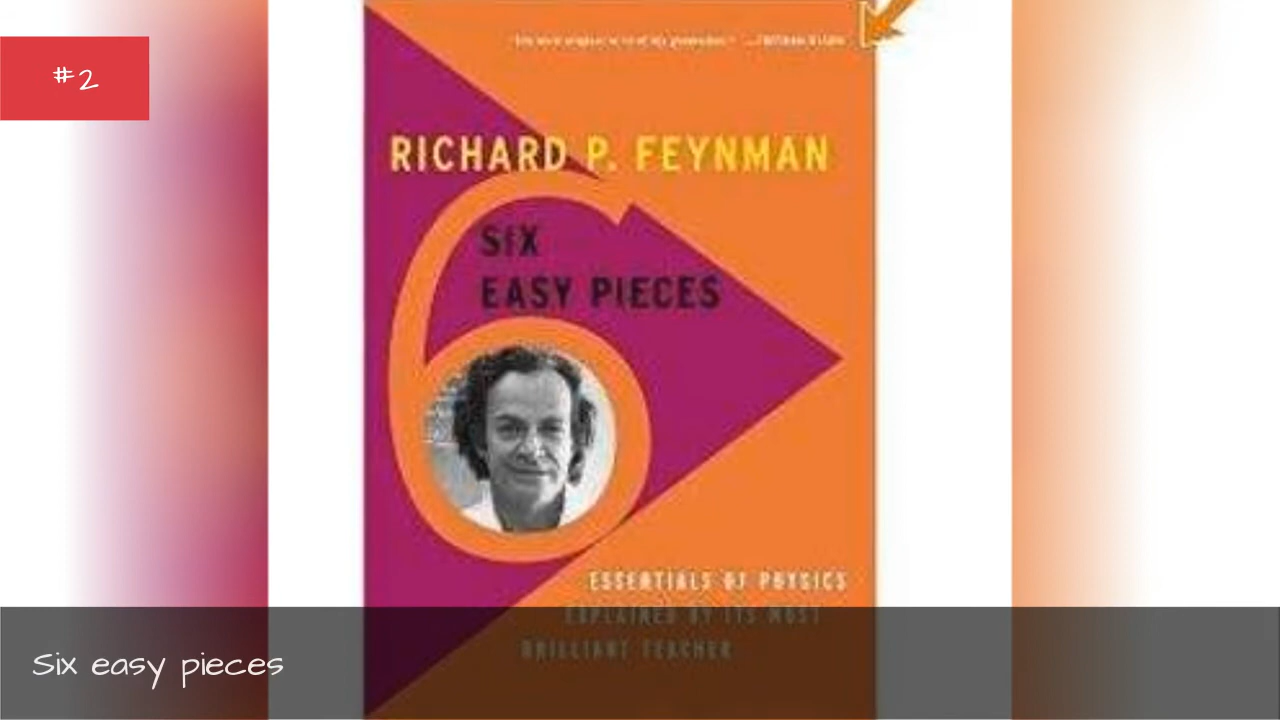 #2
RICHARD P. FEYNMAN
SIX
EASY PIECES
ESSENTIALS OF PHYSICS
EXPLAINED BY ITS MOST
BRILLIANT TEACHER
Six easy pieces